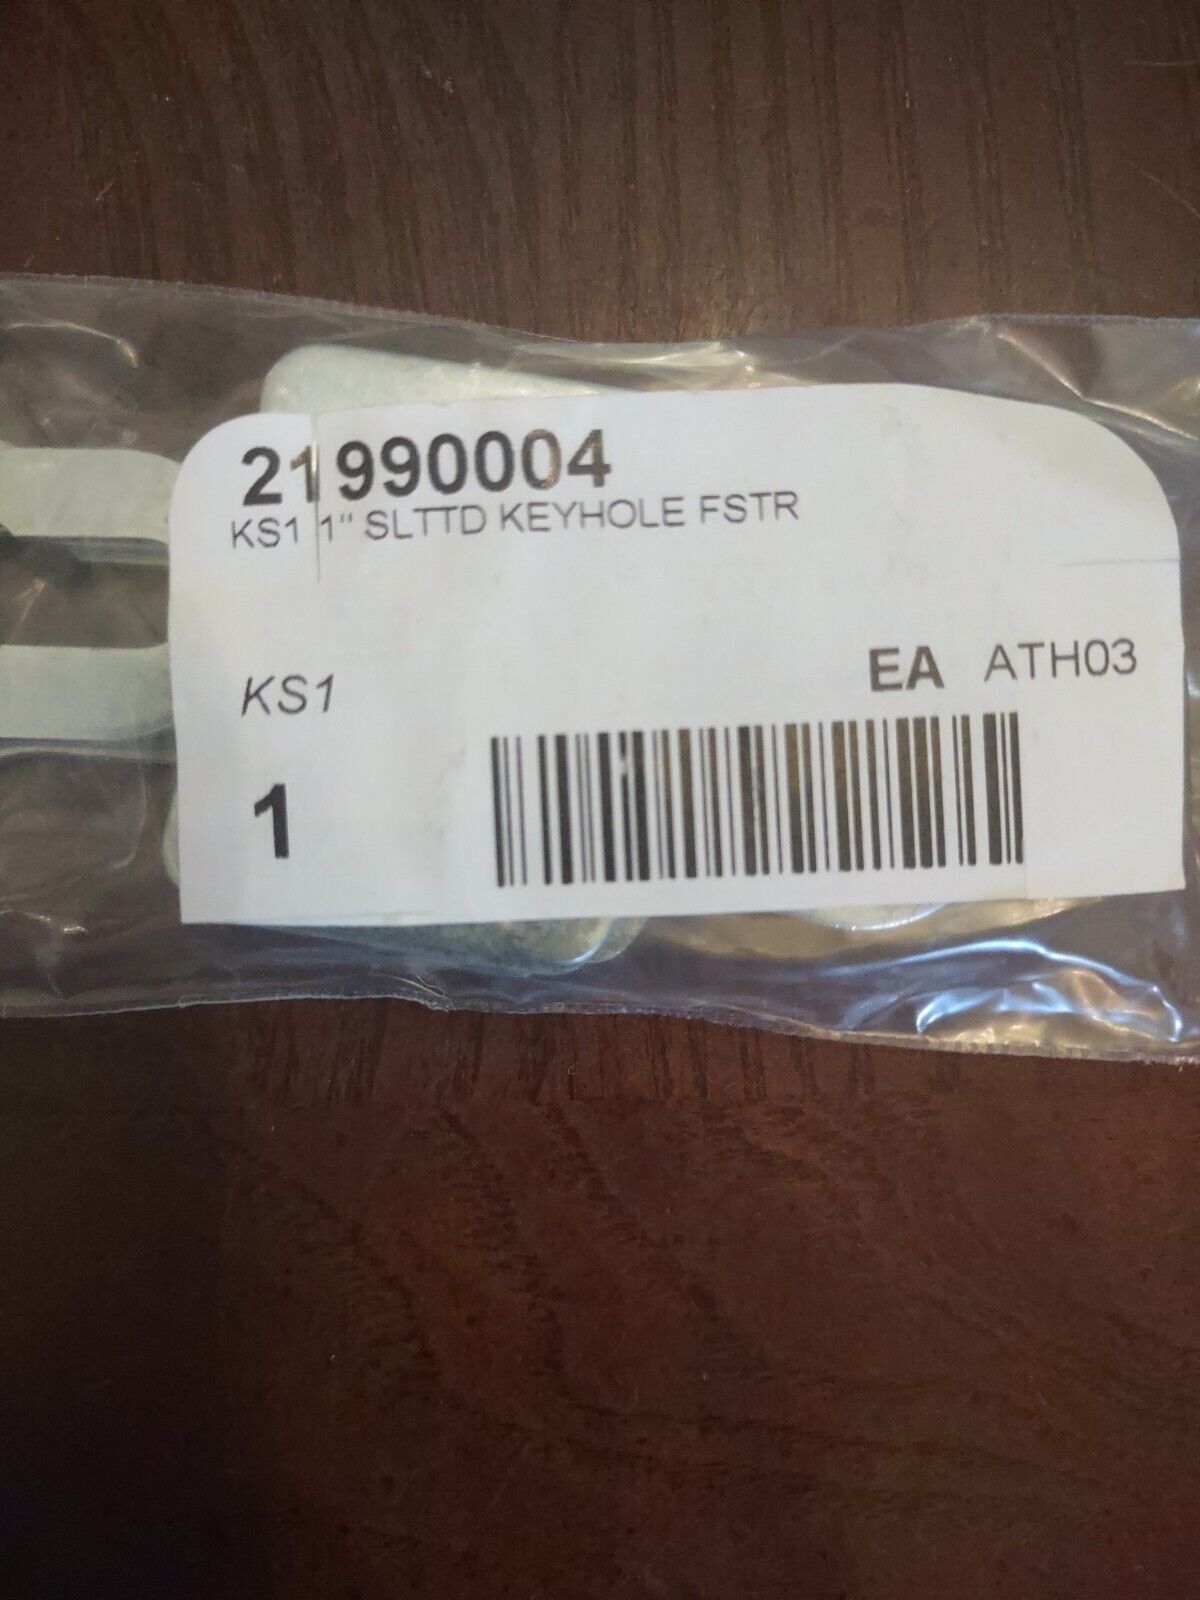 21990004
KS1 1" SLTTD KEYHOLE FSTR
KS1 EA ATH03
1